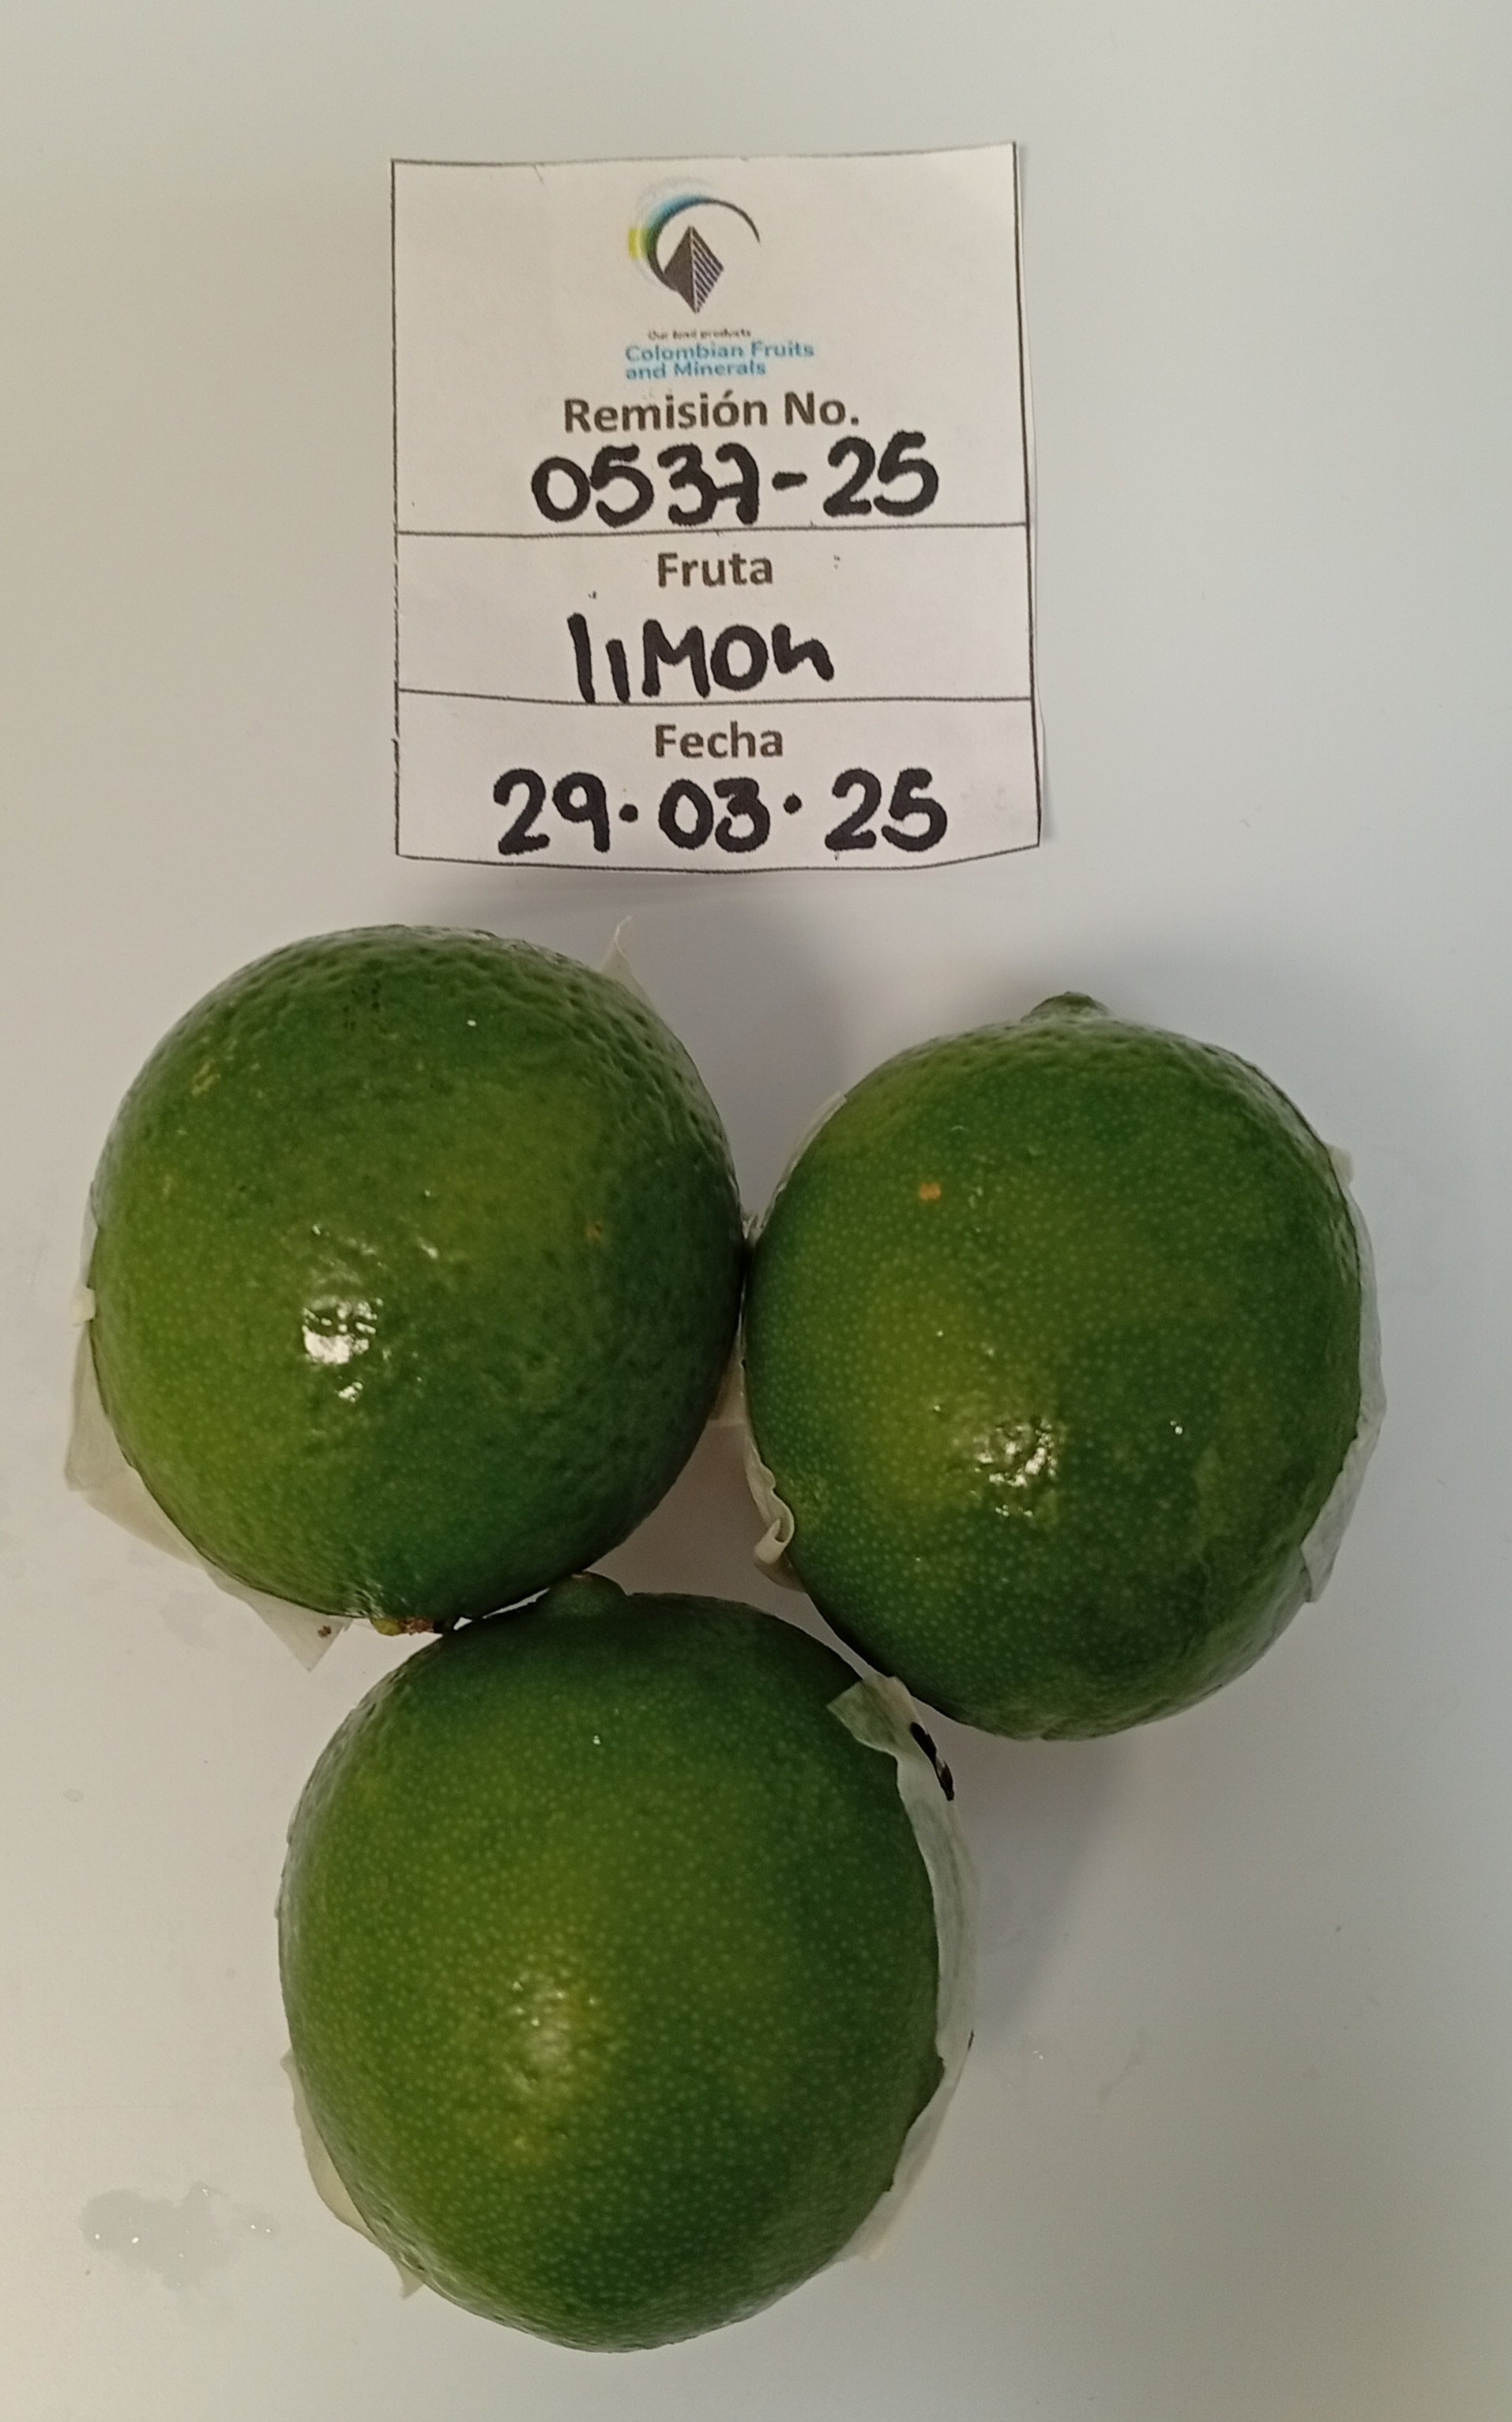 Our best products
Colombian Fruits
and Minerals
Remisión No.
0537-25
Fruta
limon
Fecha
29.03.25